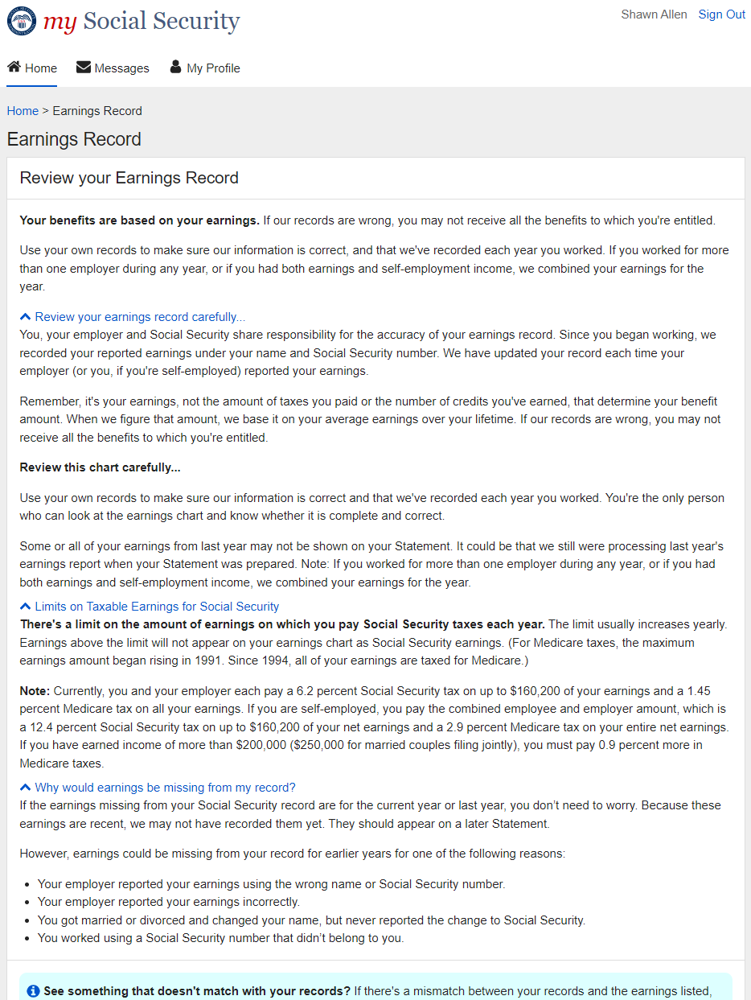 my Social Security
Shawn Allen Sign Out
Home Messages My Profile
Home > Earnings Record
Earnings Record
Review your Earnings Record
Your benefits are based on your earnings. If our records are wrong, you may not receive all the benefits to which you're entitled.
Use your own records to make sure our information is correct, and that we've recorded each year you worked. If you worked for more
than one employer during any year, or if you had both earnings and self-employment income, we combined your earnings for the
year.
Review your earnings record carefully...
You, your employer and Social Security share responsibility for the accuracy of your earnings record. Since you began working, we
recorded your reported earnings under your name and Social Security number. We have updated your record each time your
employer (or you, if you're self-employed) reported your earnings.
Remember, it's your earnings, not the amount of taxes you paid or the number of credits you've earned, that determine your benefit
amount. When we figure that amount, we base it on your average earnings over your lifetime. If our records are wrong, you may not
receive all the benefits to which you're entitled.
Review this chart carefully...
Use your own records to make sure our information is correct and that we've recorded each year you worked. You're the only person
who can look at the earnings chart and know whether it is complete and correct.
Some or all of your earnings from last year may not be shown on your Statement. It could be that we still were processing last year's
earnings report when your Statement was prepared. Note: If you worked for more than one employer during any year, or if you had
both earnings and self-employment income, we combined your earnings for the year.
Limits on Taxable Earnings for Social Security
There's a limit on the amount of earnings on which you pay Social Security taxes each year. The limit usually increases yearly.
Earnings above the limit will not appear on your earnings chart as Social Security earnings. (For Medicare taxes, the maximum
earnings amount began rising in 1991. Since 1994, all of your earnings are taxed for Medicare.)
Note: Currently, you and your employer each pay a 6.2 percent Social Security tax on up to $160,200 of your earnings and a 1.45
percent Medicare tax on all your earnings. If you are self-employed, you pay the combined employee and employer amount, which is
a 12.4 percent Social Security tax on up to $160,200 of your net earnings and a 2.9 percent Medicare tax on your entire net earnings.
If you have earned income of more than $200,000 ($250,000 for married couples filing jointly), you must pay 0.9 percent more in
Medicare taxes.
Why would earnings be missing from my record?
If the earnings missing from your Social Security record are for the current year or last year, you don’t need to worry. Because these
earnings are recent, we may not have recorded them yet. They should appear on a later Statement.
However, earnings could be missing from your record for earlier years for one of the following reasons:
• Your employer reported your earnings using the wrong name or Social Security number.
• Your employer reported your earnings incorrectly.
• You got married or divorced and changed your name, but never reported the change to Social Security.
• You worked using a Social Security number that didn’t belong to you.
See something that doesn't match with your records? If there's a mismatch between your records and the earnings listed,